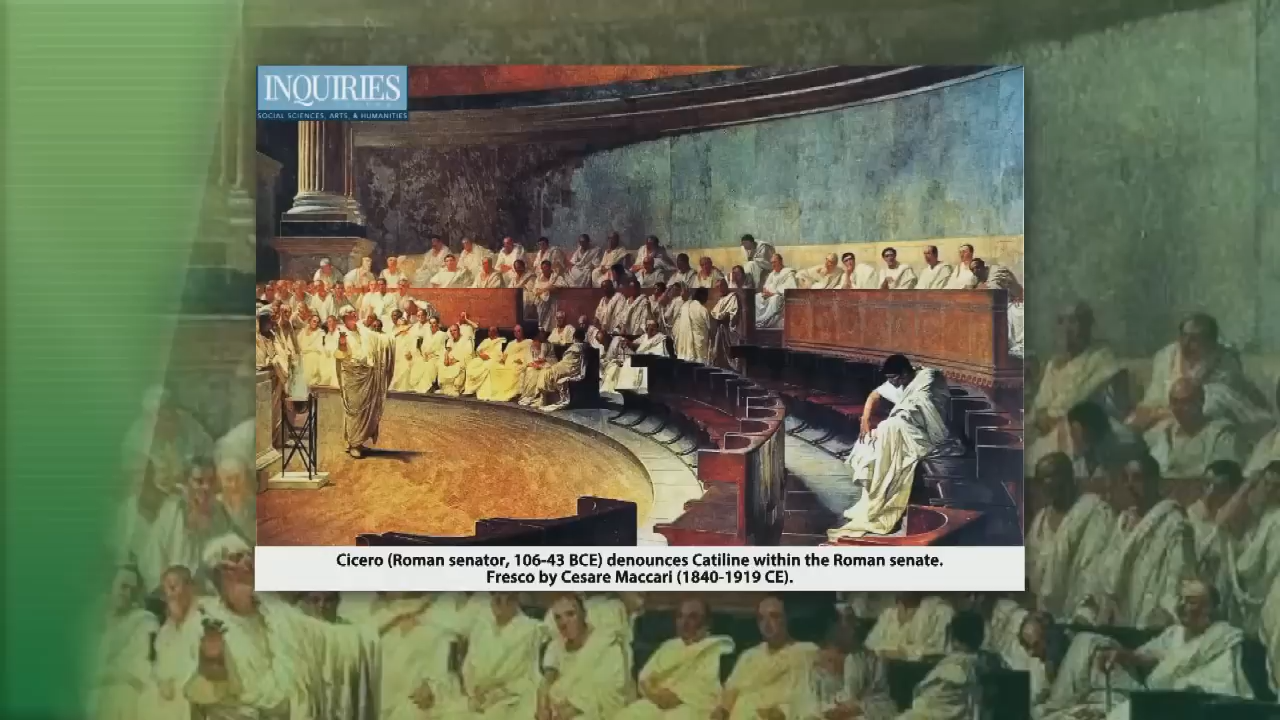 INQUIRIES
SOCIAL SCIENCES, ARTS, & HUMANITIES
Cicero (Roman senator, 106-43 BCE) denounces Catiline within the Roman senate.
Fresco by Cesare Maccari (1840-1919 CE).